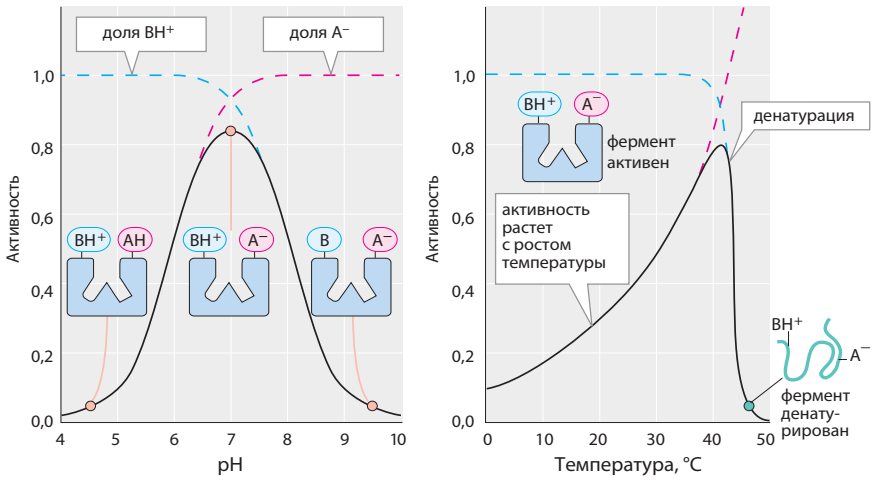 доля BH⁺
доля A⁻
1,0
0,8
0,6
0,4
0,2
0,0
Активность
BH⁺
AH
BH⁺
A⁻
B
A⁻
4
5
6
7
8
9
10
pH
1,0
0,8
0,6
0,4
0,2
0,0
Активность
BH⁺
A⁻
фермент
активен
денатурация
активность
растет
с ростом
температуры
BH⁺
A⁻
фермент
денату-
рирован
0
10
20
30
40
50
Температура, °C